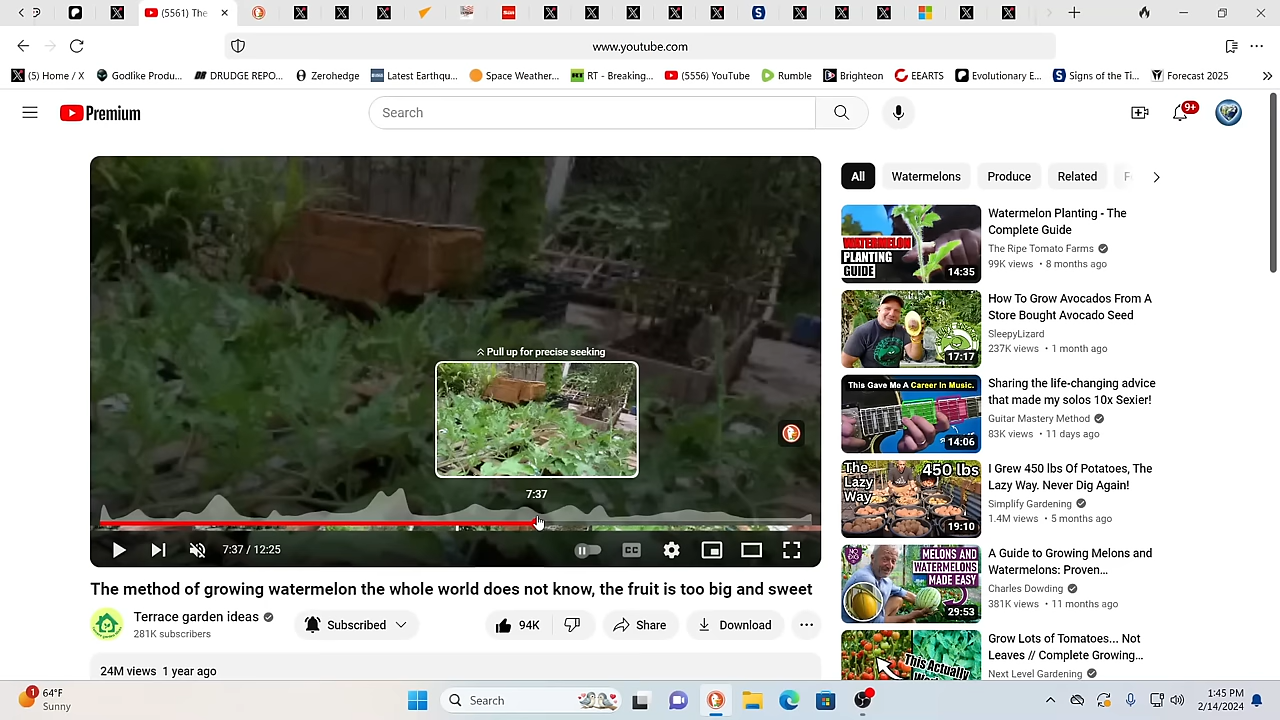 (5561) The
www.youtube.com
(5) Home / X
Godlike Produ...
DRUDGE REPO...
Zerohedge
Latest Earthqu...
Space Weather...
RT - Breaking...
(5556) YouTube
Rumble
Brighteon
EEARTS
Evolutionary E...
Signs of the Ti...
Forecast 2025
Premium
Search
9+
All
Watermelons
Produce
Related
F
WATERMELON
PLANTING
GUIDE
14:35
Watermelon Planting - The
Complete Guide
The Ripe Tomato Farms
99K views • 8 months ago
17:17
How To Grow Avocados From A
Store Bought Avocado Seed
SleepyLizard
237K views • 1 month ago
This Gave Me A Career In Music.
14:06
Sharing the life-changing advice
that made my solos 10x Sexier!
Guitar Mastery Method
83K views • 11 days ago
The
Lazy
Way
450 lbs
19:10
I Grew 450 lbs Of Potatoes, The
Lazy Way. Never Dig Again!
Simplify Gardening
1.4M views • 5 months ago
NO
DIG
MELONS AND
WATERMELONS
MADE EASY
29:53
A Guide to Growing Melons and
Watermelons: Proven...
Charles Dowding
381K views • 11 months ago
This Actually
Grow Lots of Tomatoes... Not
Leaves // Complete Growing...
Next Level Gardening
Pull up for precise seeking
7:37
7:37 / 12:25
CC
The method of growing watermelon the whole world does not know, the fruit is too big and sweet
Terrace garden ideas
281K subscribers
Subscribed
94K
Share
Download
24M views 1 year ago
1
64°F
Sunny
Search
1:45 PM
2/14/2024